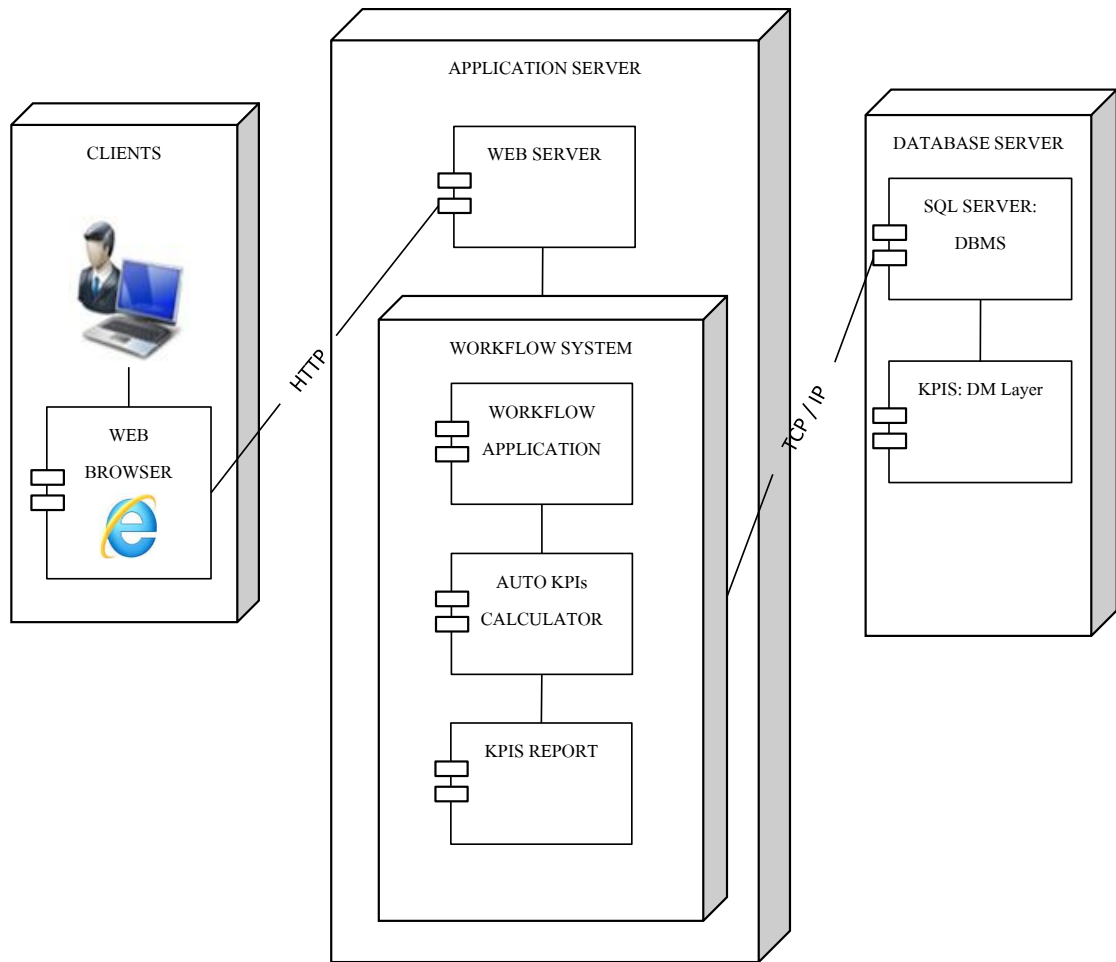 CLIENTS
WEB
BROWSER
HTTP
APPLICATION SERVER
WEB SERVER
WORKFLOW SYSTEM
WORKFLOW
APPLICATION
AUTO KPIs
CALCULATOR
KPIS REPORT
TCP / IP
DATABASE SERVER
SQL SERVER:
DBMS
KPIS: DM Layer